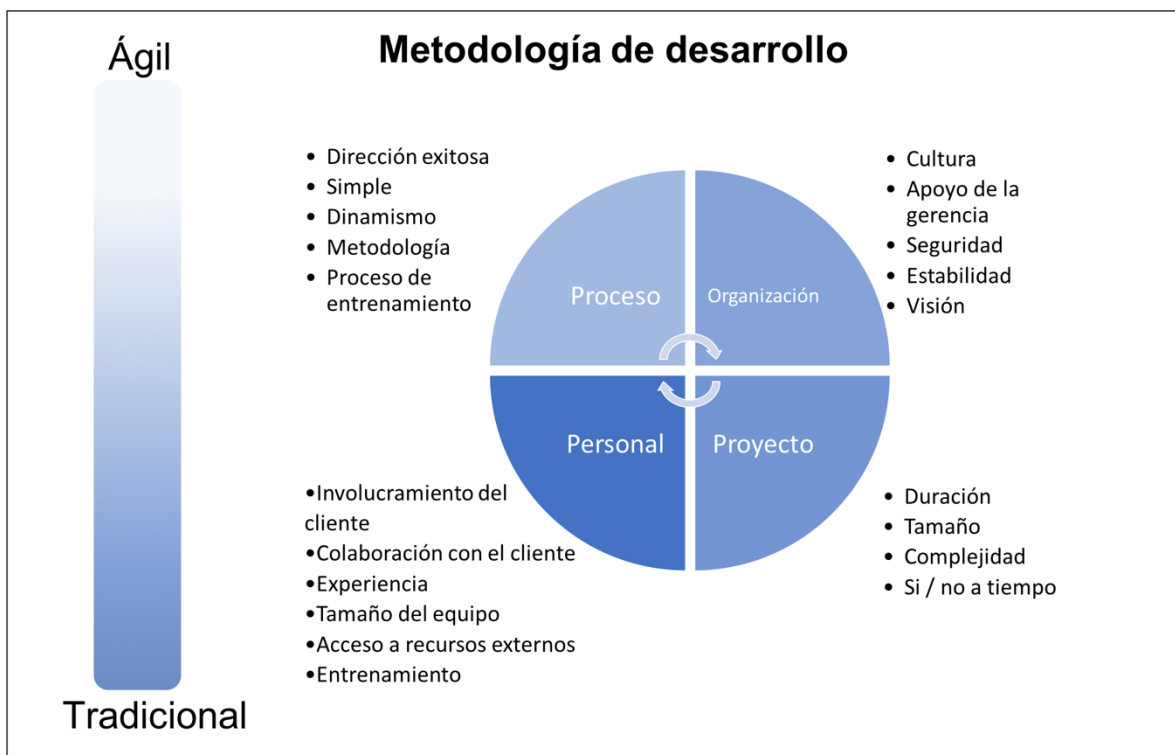 Ágil
Metodología de desarrollo
• Dirección exitosa
• Simple
• Dinamismo
• Metodología
• Proceso de
entrenamiento
• Cultura
• Apoyo de la
gerencia
• Seguridad
• Estabilidad
• Visión
Proceso
Organización
Personal
Proyecto
•Involucramiento del
cliente
•Colaboración con el cliente
•Experiencia
•Tamaño del equipo
•Acceso a recursos externos
•Entrenamiento
• Duración
• Tamaño
• Complejidad
• Si / no a tiempo
Tradicional